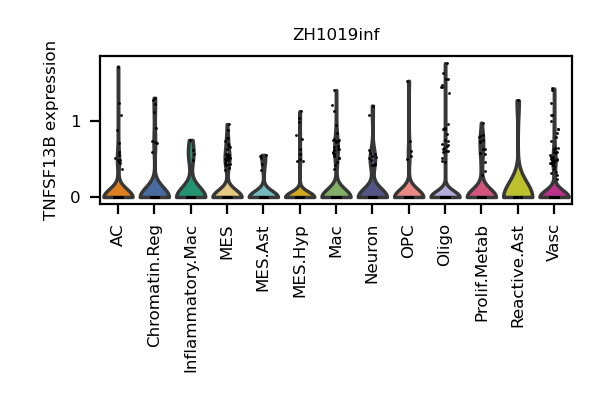 ZH1019inf
TNFSF13B expression
1
0
AC
Chromatin.Reg
Inflammatory.Mac
MES
MES.Ast
MES.Hyp
Mac
Neuron
OPC
Oligo
Prolif.Metab
Reactive.Ast
Vasc